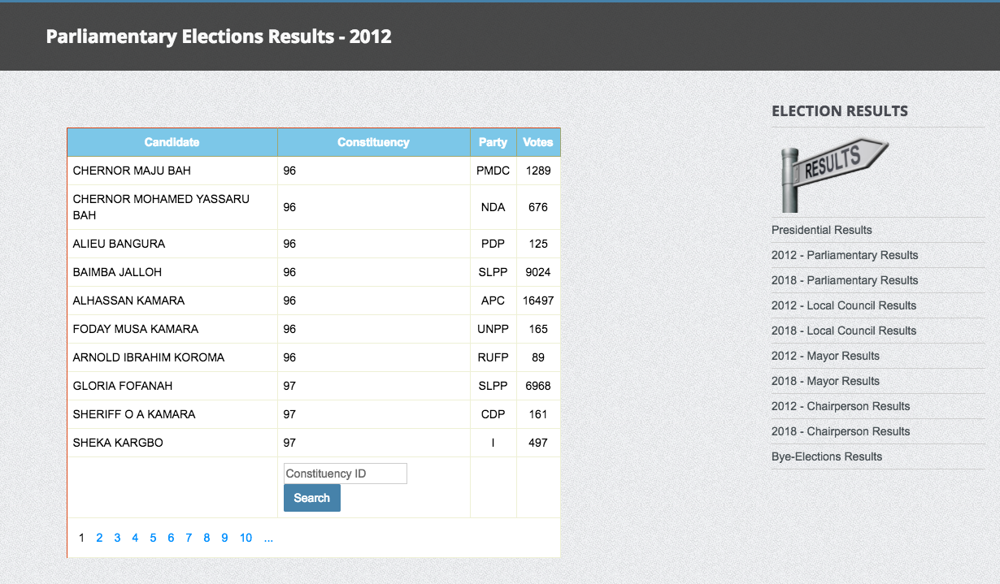 Parliamentary Elections Results - 2012
Candidate Constituency Party Votes
CHERNOR MAJU BAH 96 PMDC 1289
CHERNOR MOHAMED YASSARU
BAH 96 NDA 676
ALIEU BANGURA 96 PDP 125
BAIMBA JALLOH 96 SLPP 9024
ALHASSAN KAMARA 96 APC 16497
FODAY MUSA KAMARA 96 UNPP 165
ARNOLD IBRAHIM KOROMA 96 RUFP 89
GLORIA FOFANAH 97 SLPP 6968
SHERIFF O A KAMARA 97 CDP 161
SHEKA KARGBO 97 I 497
Constituency ID
Search
1 2 3 4 5 6 7 8 9 10 ...
ELECTION RESULTS
RESULTS
Presidential Results
2012 - Parliamentary Results
2018 - Parliamentary Results
2012 - Local Council Results
2018 - Local Council Results
2012 - Mayor Results
2018 - Mayor Results
2012 - Chairperson Results
2018 - Chairperson Results
Bye-Elections Results